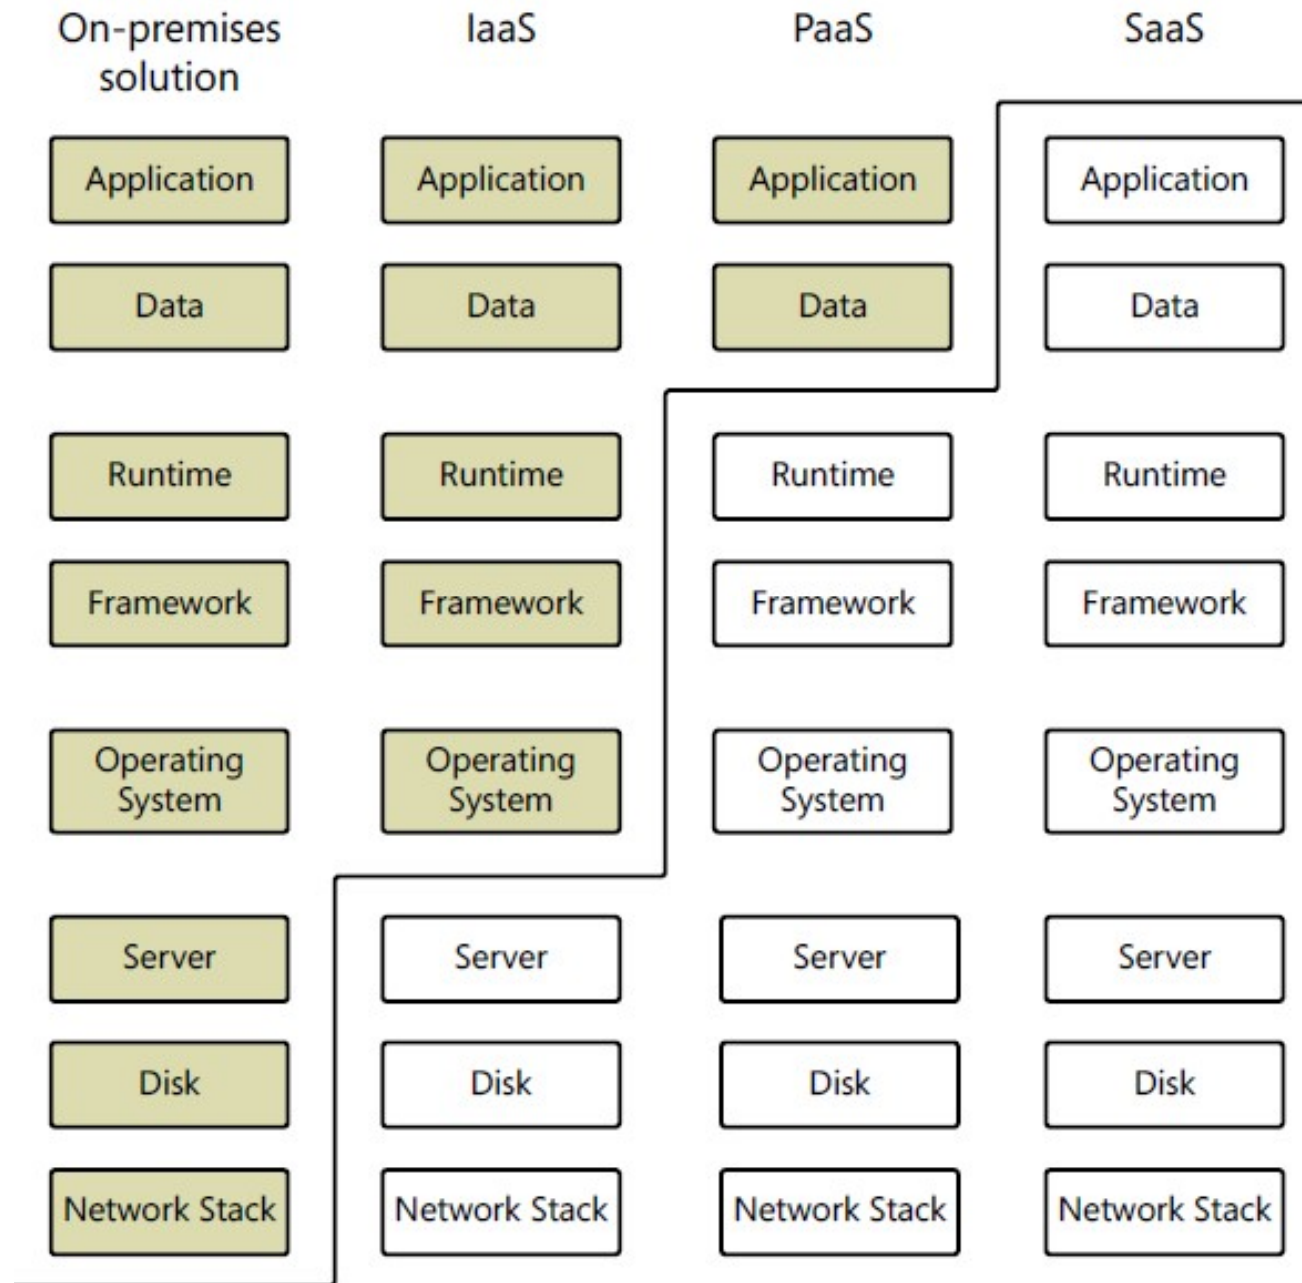 On-premises
solution
IaaS
PaaS
SaaS
Application
Application
Application
Application
Data
Data
Data
Data
Runtime
Runtime
Runtime
Runtime
Framework
Framework
Framework
Framework
Operating
System
Operating
System
Operating
System
Operating
System
Server
Server
Server
Server
Disk
Disk
Disk
Disk
Network Stack
Network Stack
Network Stack
Network Stack